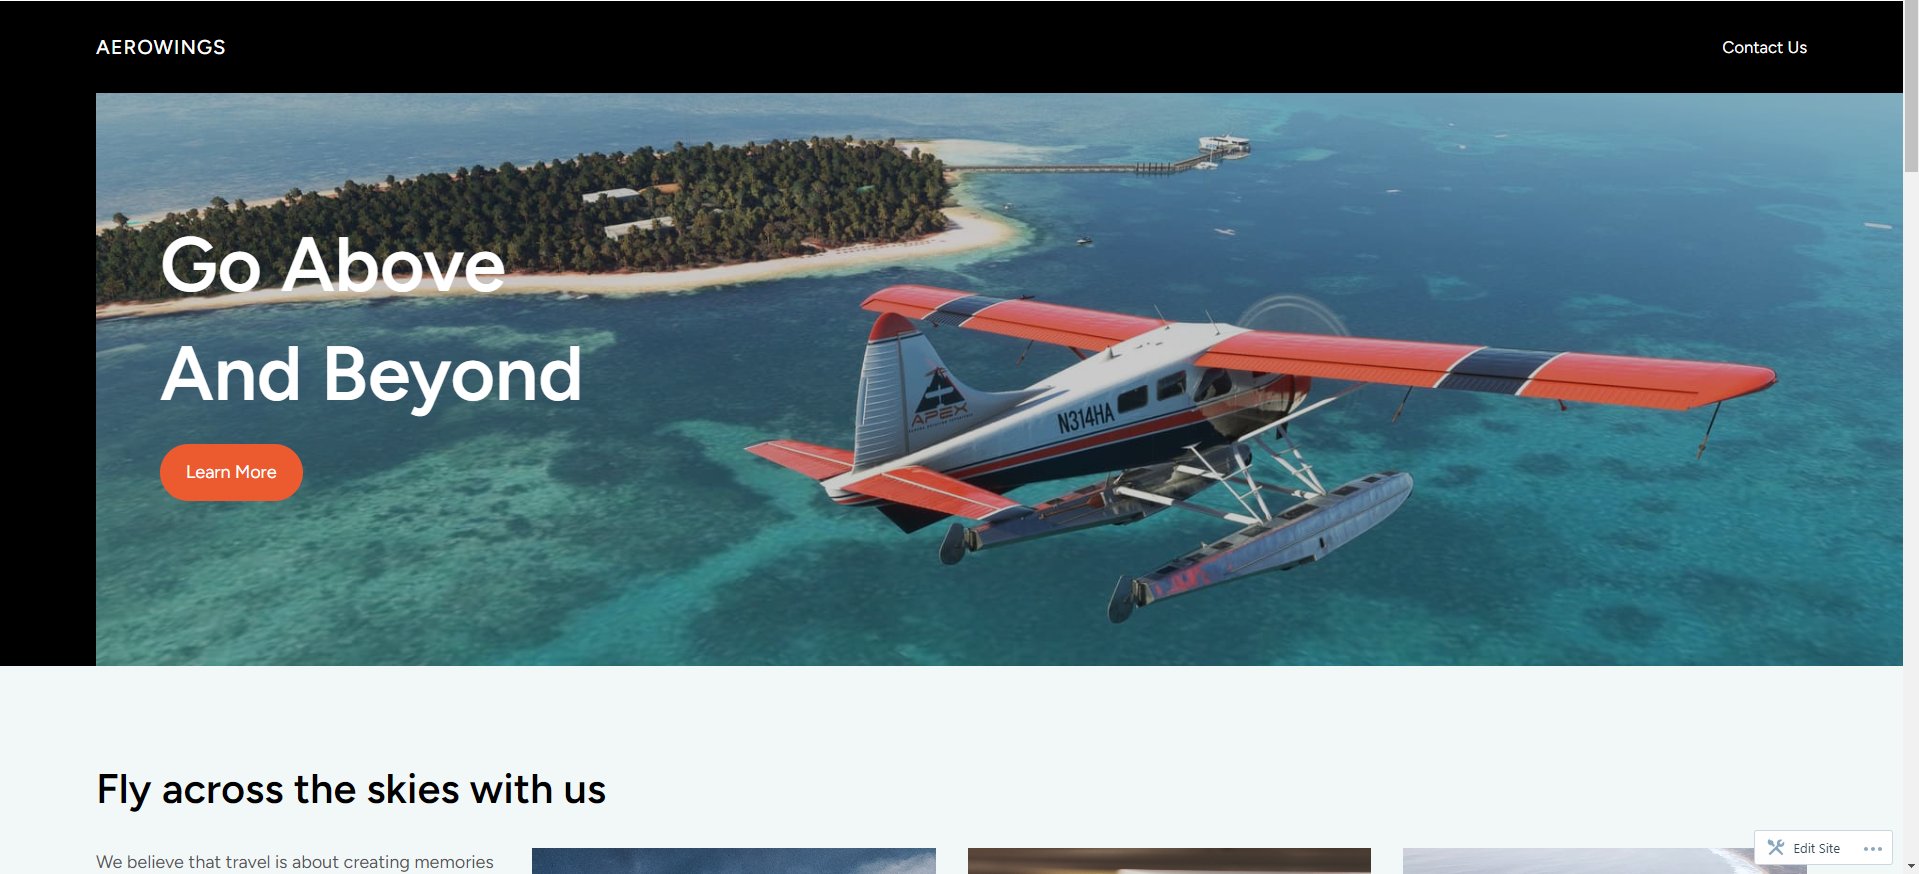 AEROWINGS
Contact Us
Go Above
And Beyond
Learn More
APEX
N314HA
Fly across the skies with us
We believe that travel is about creating memories
Edit Site